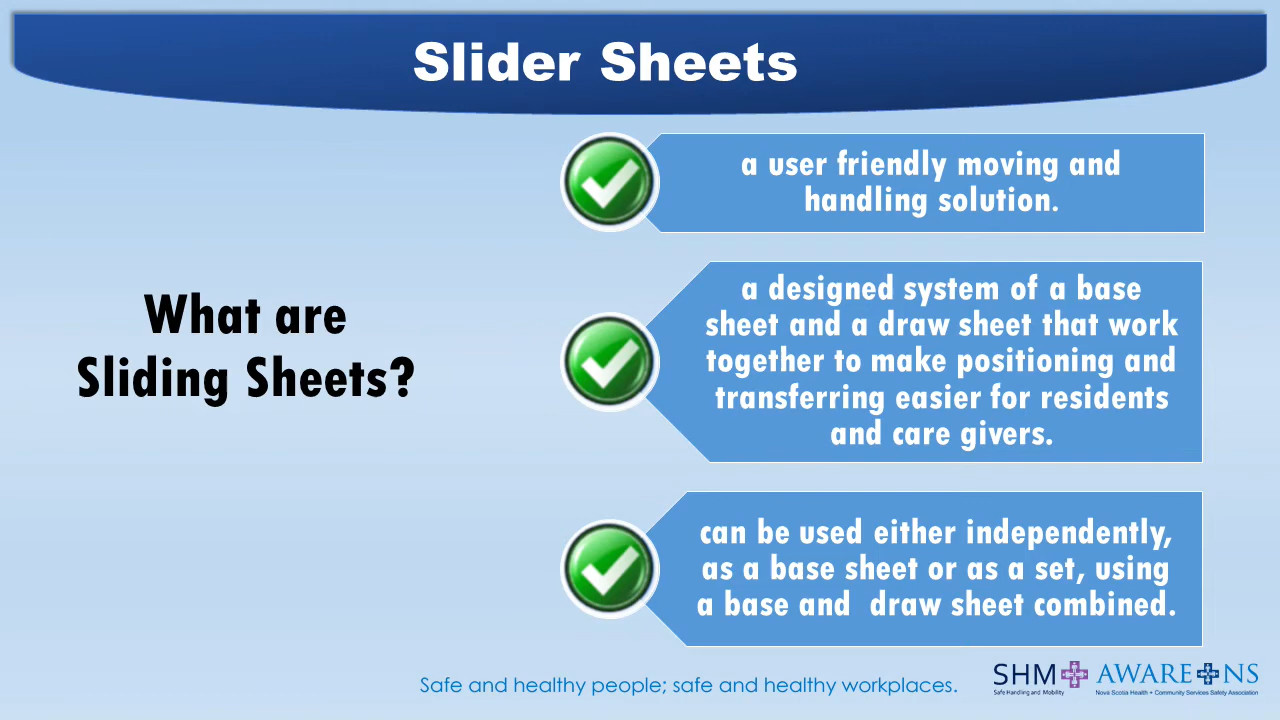 Slider Sheets
What are
Sliding Sheets?
a user friendly moving and
handling solution.
a designed system of a base
sheet and a draw sheet that work
together to make positioning and
transferring easier for residents
and care givers.
can be used either independently,
as a base sheet or as a set, using
a base and  draw sheet combined.
Safe and healthy people; safe and healthy workplaces.
SHM
Safe Handling and Mobility
AWARE NS
Nova Scotia Health + Community Services Safety Association